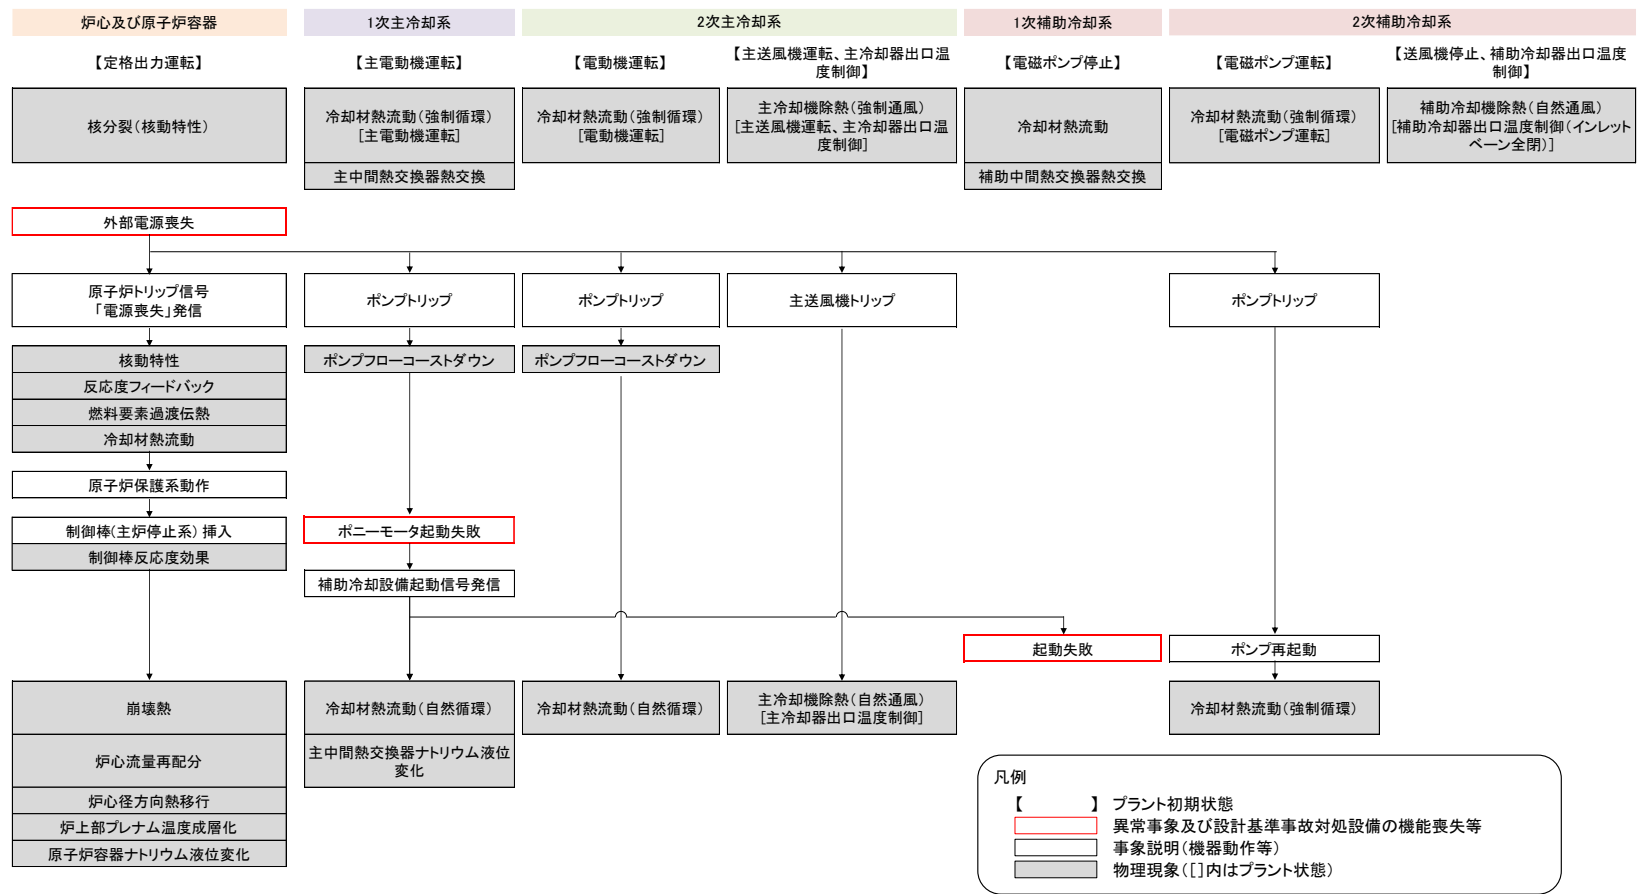 炉心及び原子炉容器
1次主冷却系
2次主冷却系
1次補助冷却系
2次補助冷却系
【定格出力運転】
【主電動機運転】
【電動機運転】
【主送風機運転、主冷却器出口温
度制御】
【電磁ポンプ停止】
【電磁ポンプ運転】
【送風機停止、補助冷却器出口温度
制御】
核分裂(核動特性)
冷却材熱流動(強制循環)
[主電動機運転]
冷却材熱流動(強制循環)
[電動機運転]
主冷却機除熱(強制通風)
[主送風機運転、主冷却器出口温
度制御]
冷却材熱流動
冷却材熱流動(強制循環)
[電磁ポンプ運転]
補助冷却機除熱(自然通風)
[補助冷却器出口温度制御(インレット
ベーン全閉)]
主中間熱交換器熱交換
補助中間熱交換器熱交換
外部電源喪失
原子炉トリップ信号
「電源喪失」発信
ポンプトリップ
ポンプトリップ
主送風機トリップ
ポンプトリップ
核動特性
反応度フィードバック
燃料要素過渡伝熱
冷却材熱流動
ポンプフローコーストダウン
ポンプフローコーストダウン
原子炉保護系動作
制御棒(主炉停止系) 挿入
制御棒反応度効果
ポニーモータ起動失敗
補助冷却設備起動信号発信
起動失敗
ポンプ再起動
崩壊熱
冷却材熱流動(自然循環)
冷却材熱流動(自然循環)
主冷却機除熱(自然通風)
[主冷却器出口温度制御]
冷却材熱流動(強制循環)
炉心流量再配分
主中間熱交換器ナトリウム液位
変化
炉心径方向熱移行
炉上部プレナム温度成層化
原子炉容器ナトリウム液位変化
凡例
【 】 プラント初期状態
異常事象及び設計基準事故対処設備の機能喪失等
事象説明(機器動作等)
物理現象([]内はプラント状態)